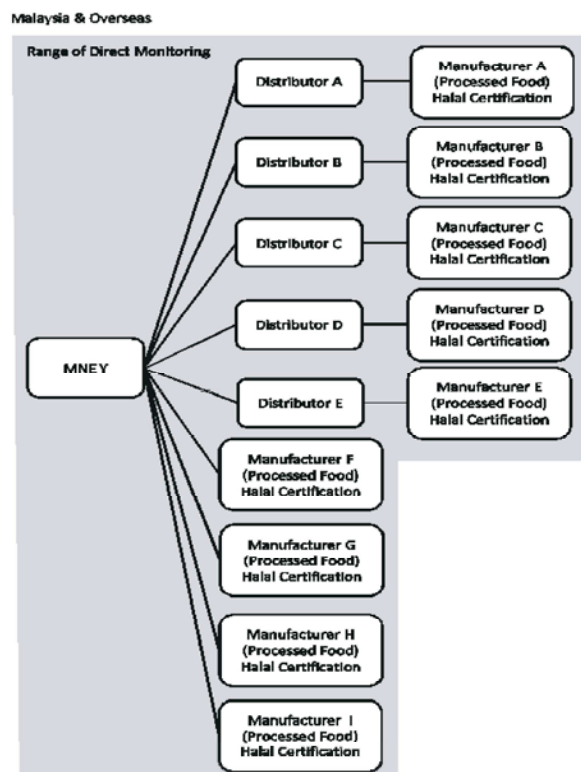 Malaysia & Overseas
Range of Direct Monitoring
Distributor A
Manufacturer A
(Processed Food)
Halal Certification
Distributor B
Manufacturer B
(Processed Food)
Halal Certification
Distributor C
Manufacturer C
(Processed Food)
Halal Certification
Distributor D
Manufacturer D
(Processed Food)
Halal Certification
MNEY
Distributor E
Manufacturer E
(Processed Food)
Halal Certification
Manufacturer F
(Processed Food)
Halal Certification
Manufacturer G
(Processed Food)
Halal Certification
Manufacturer H
(Processed Food)
Halal Certification
Manufacturer I
(Processed Food)
Halal Certification